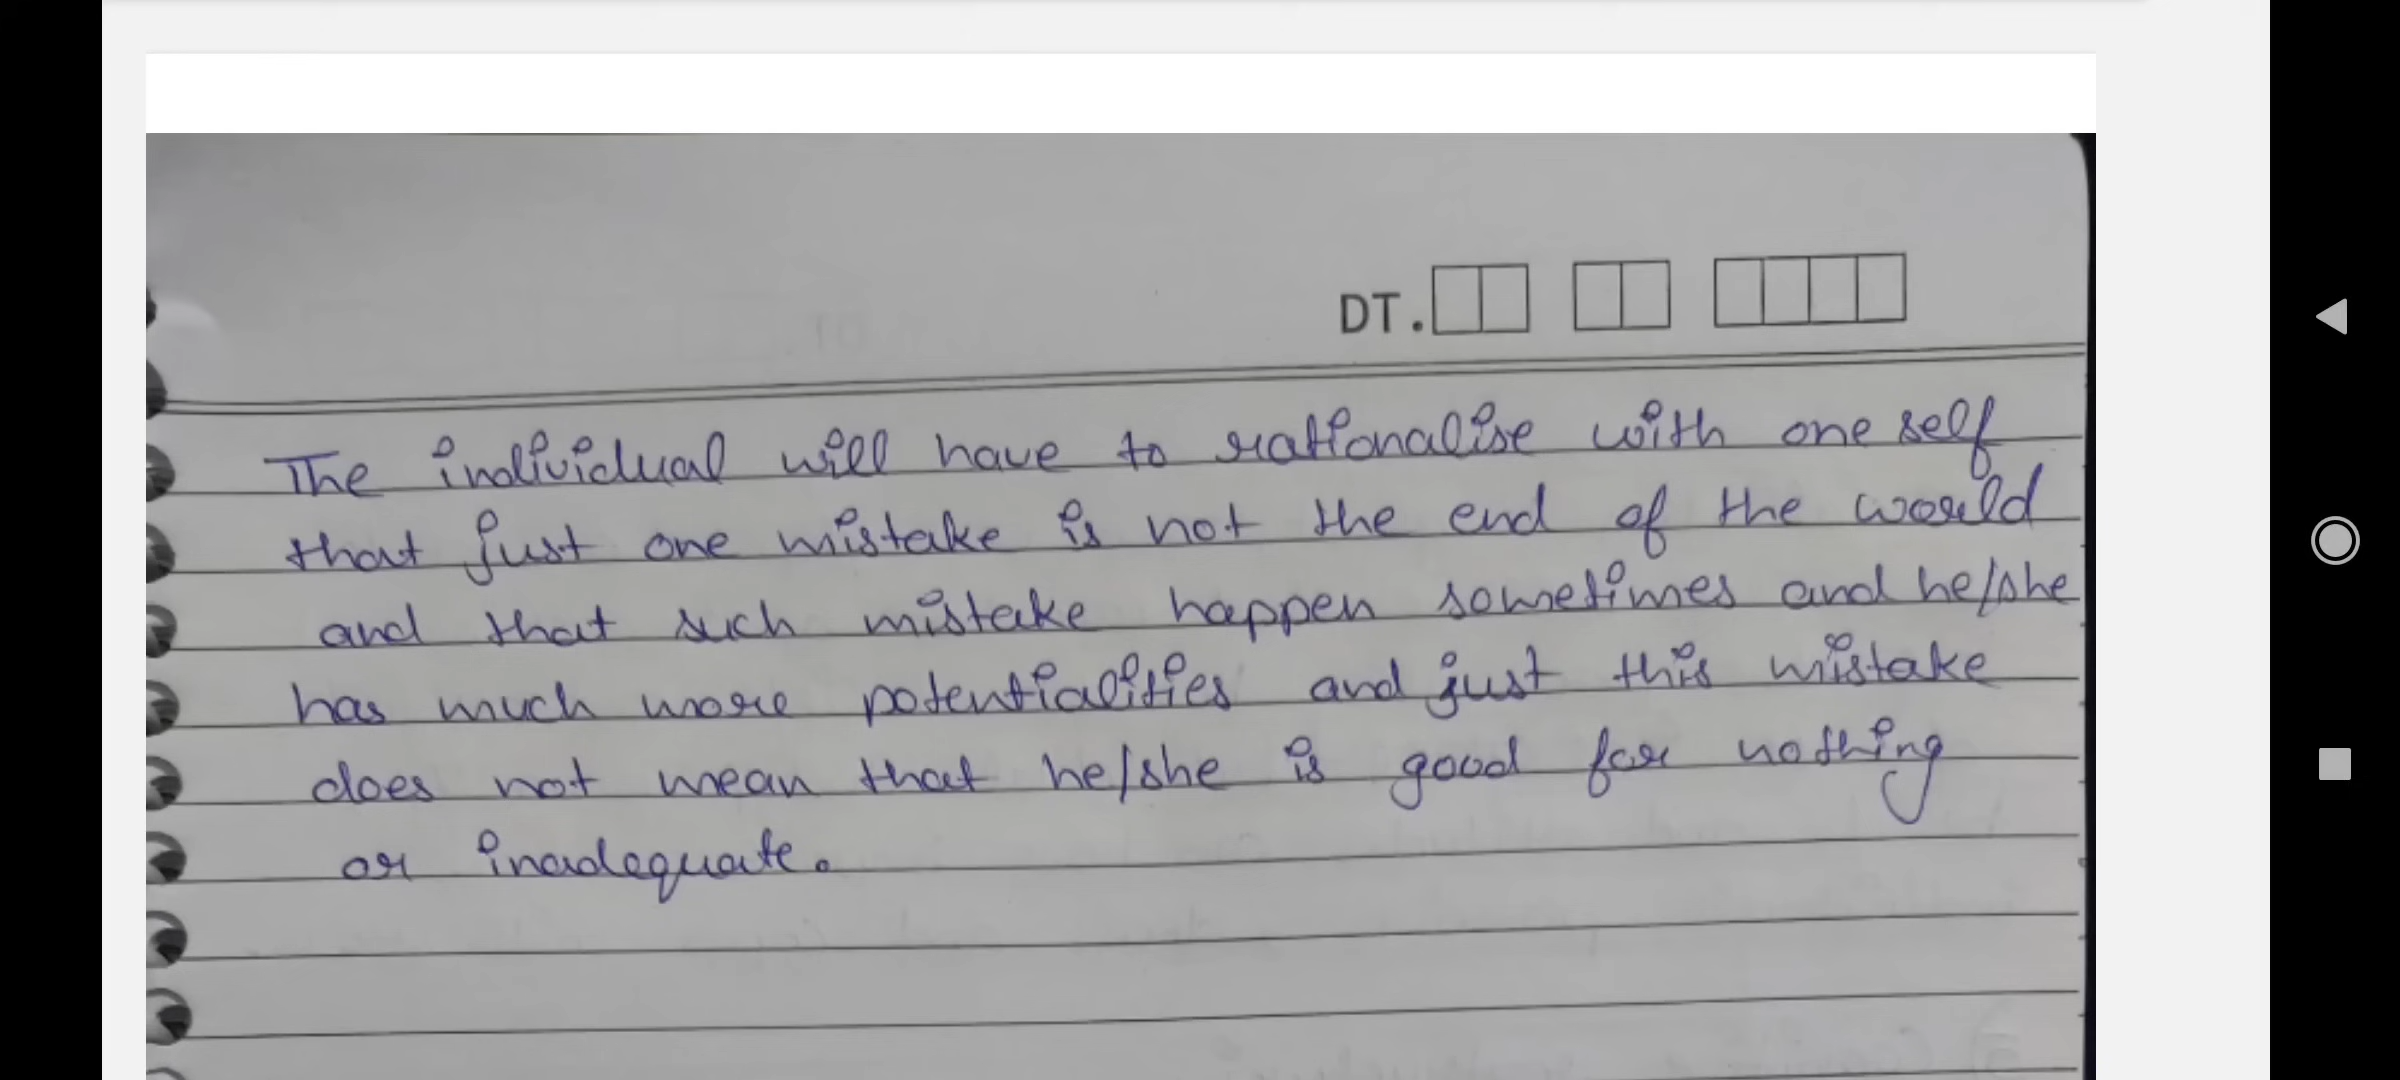 DT.
The individual will have to rationalise with one self
that just one mistake is not the end of the world
and that such mistake happen sometimes and he/she
has much more potentialities and just this mistake
does not mean that he/she is good for nothing
or inadequate.